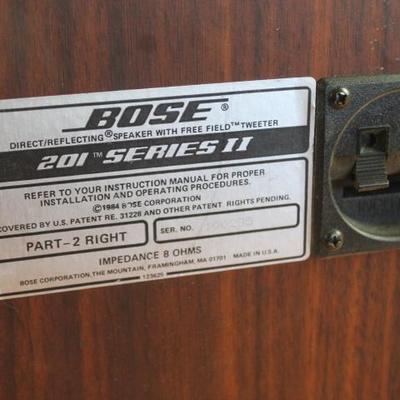 BOSE®
DIRECT/REFLECTING® SPEAKER WITH FREE FIELD™ TWEETER
201™ SERIES II
REFER TO YOUR INSTRUCTION MANUAL FOR PROPER
INSTALLATION AND OPERATING PROCEDURES.
©1984 BOSE CORPORATION
COVERED BY U.S. PATENT RE. 31228 AND OTHER PATENT RIGHTS PENDING.
PART-2 RIGHT
SER. NO.
IMPEDANCE 8 OHMS
BOSE CORPORATION, THE MOUNTAIN, FRAMINGHAM, MA 01701 MADE IN U.S.A.
123625